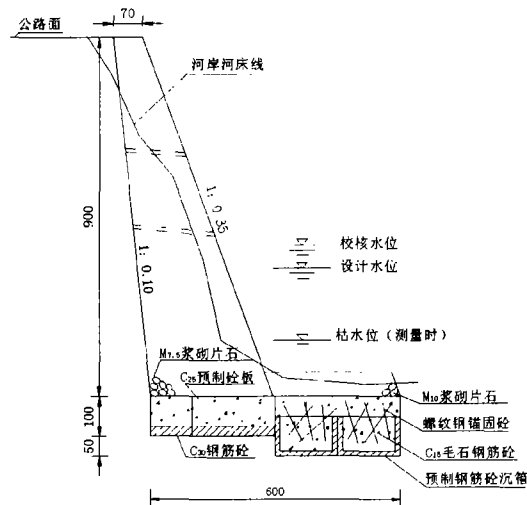 70
公路面
河岸河床线
900
1: 0.35
1: 0.10
校核水位
设计水位
枯水位（测量时）
M7.5浆砌片石
C25预制砼板
M10浆砌片石
100
螺纹钢锚固砼
50
C30钢筋砼
C15毛石钢筋砼
预制钢筋砼沉箱
600